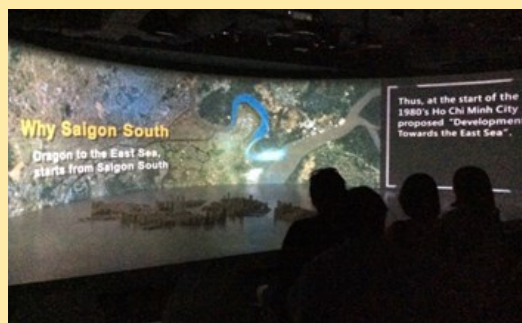 Why Saigon South
Dragon to the East Sea,
starts from Saigon South
Thus, at the start of the
1980's Ho Chi Minh City
proposed "Development
Towards the East Sea".